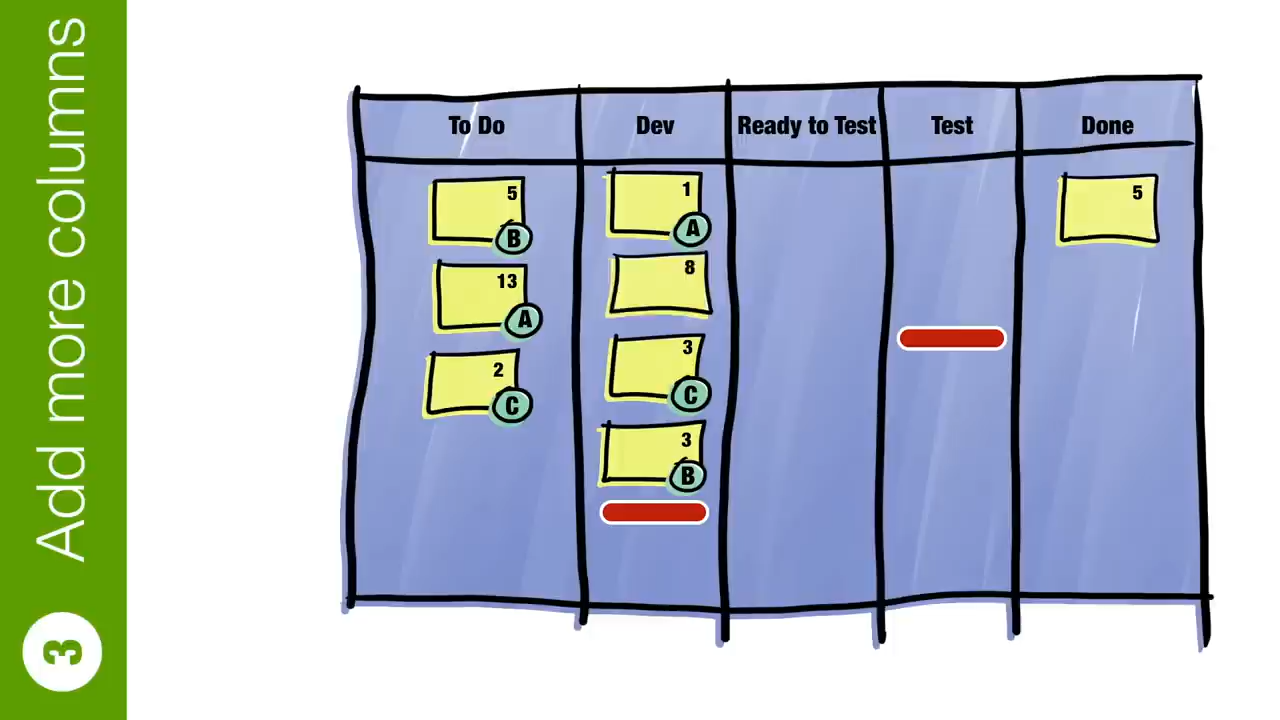 3 Add more columns
To Do
Dev
Ready to Test
Test
Done
5
B
13
A
2
C
1
A
8
3
C
3
B
5